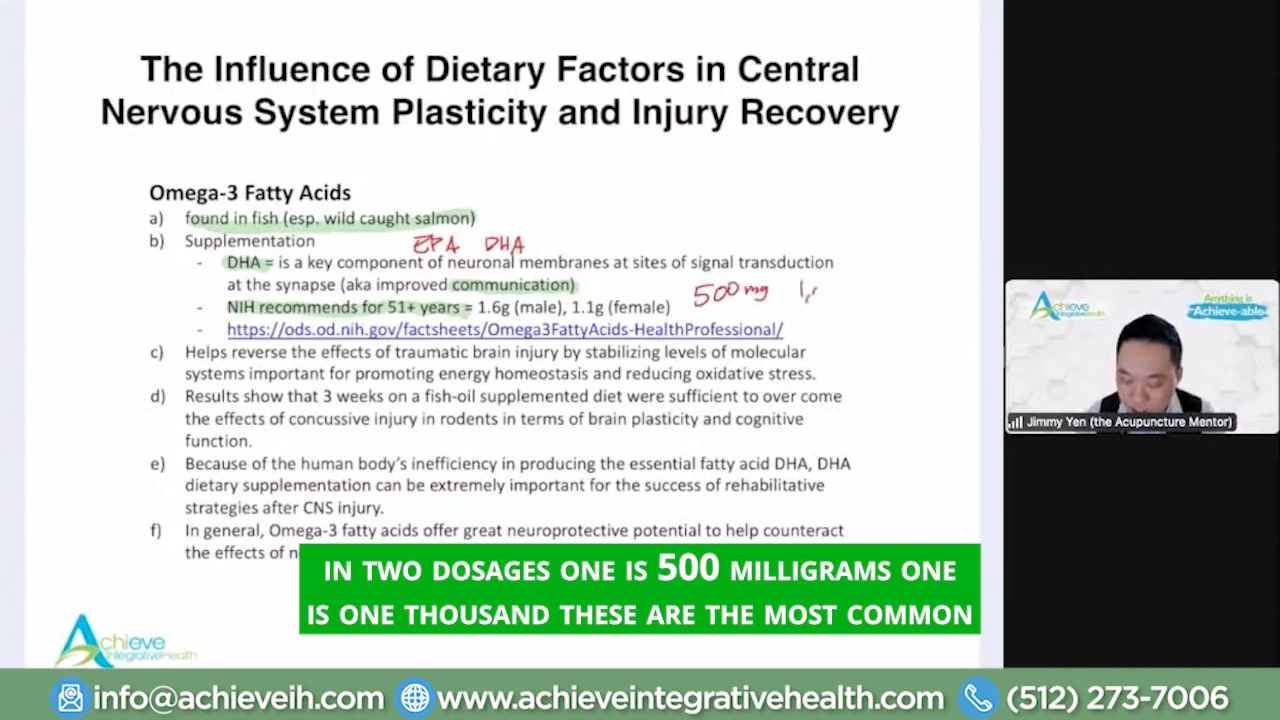 The Influence of Dietary Factors in Central
Nervous System Plasticity and Injury Recovery
Omega-3 Fatty Acids
a) found in fish (esp. wild caught salmon)
b) Supplementation
EPA DHA
- DHA = is a key component of neuronal membranes at sites of signal transduction
at the synapse (aka improved communication)
- NIH recommends for 51+ years = 1.6g (male), 1.1g (female)
500mg
- https://ods.od.nih.gov/factsheets/Omega3FattyAcids-HealthProfessional/
c) Helps reverse the effects of traumatic brain injury by stabilizing levels of molecular
systems important for promoting energy homeostasis and reducing oxidative stress.
d) Results show that 3 weeks on a fish-oil supplemented diet were sufficient to over come
the effects of concussive injury in rodents in terms of brain plasticity and cognitive
function.
e) Because of the human body's inefficiency in producing the essential fatty acid DHA, DHA
dietary supplementation can be extremely important for the success of rehabilitative
strategies after CNS injury.
f) In general, Omega-3 fatty acids offer great neuroprotective potential to help counteract
the effects of n
IN TWO DOSAGES ONE IS 500 MILLIGRAMS ONE
IS ONE THOUSAND THESE ARE THE MOST COMMON
Achieve
IntegrativeHealth
Achieve
IntegrativeHealth
Anything is
"Achieve-able"
Jimmy Yen (the Acupuncture Mentor)
info@achieveih.com www.achieveintegrativehealth.com (512) 273-7006